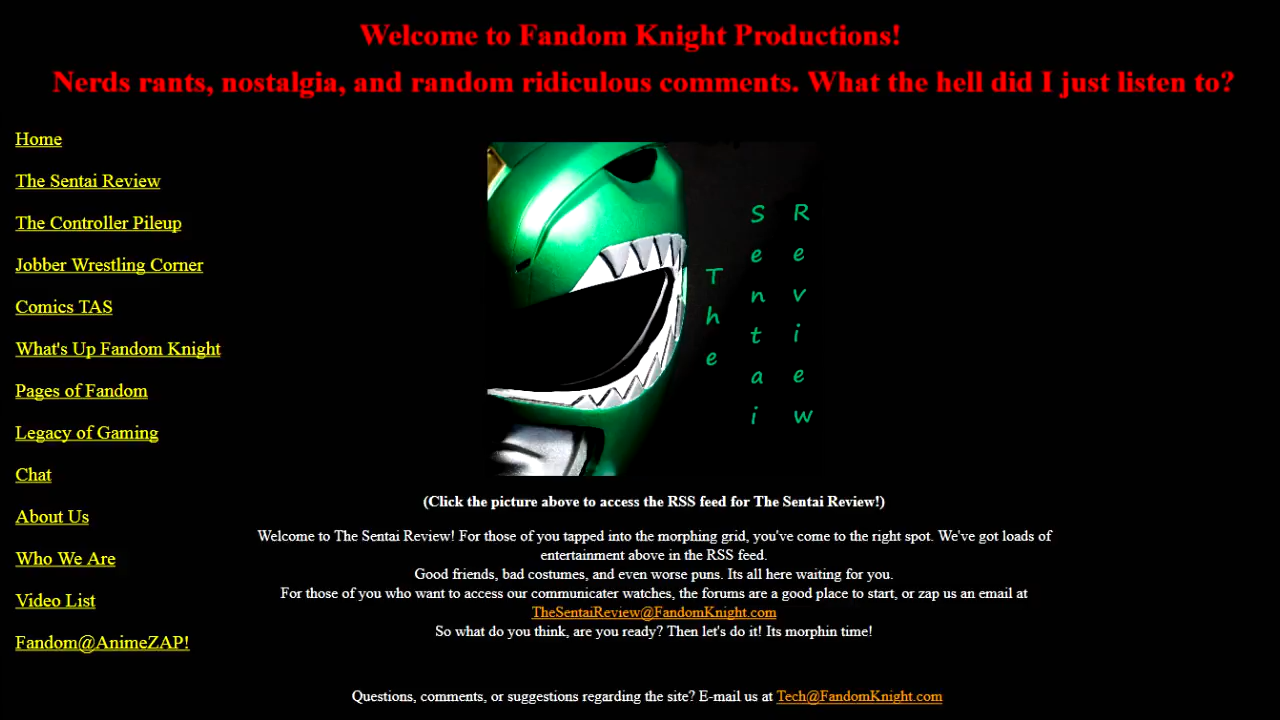 Welcome to Fandom Knight Productions!
Nerds rants, nostalgia, and random ridiculous comments. What the hell did I just listen to?
Home
The Sentai Review
The Controller Pileup
Jobber Wrestling Corner
Comics TAS
What's Up Fandom Knight
Pages of Fandom
Legacy of Gaming
Chat
About Us
Who We Are
Video List
Fandom@AnimeZAP!
The
Sentai
Review
(Click the picture above to access the RSS feed for The Sentai Review!)
Welcome to The Sentai Review! For those of you tapped into the morphing grid, you've come to the right spot. We've got loads of
entertainment above in the RSS feed.
Good friends, bad costumes, and even worse puns. Its all here waiting for you.
For those of you who want to access our communicater watches, the forums are a good place to start, or zap us an email at
TheSentaiReview@FandomKnight.com
So what do you think, are you ready? Then let's do it! Its morphin time!
Questions, comments, or suggestions regarding the site? E-mail us at Tech@FandomKnight.com